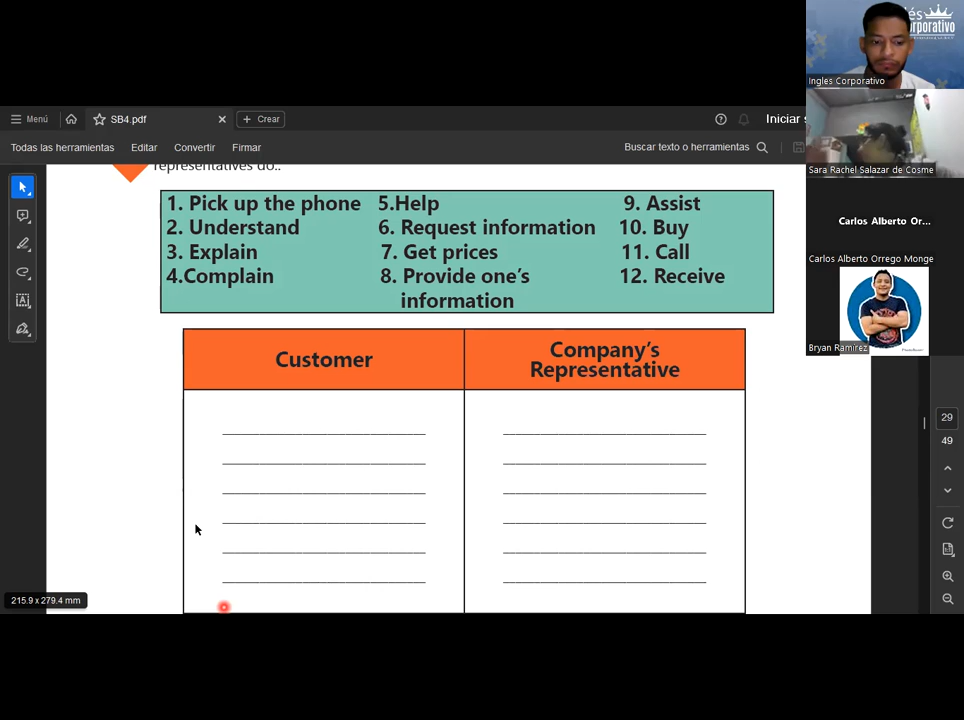 Menú
SB4.pdf
Crear
Iniciar s
Todas las herramientas
Editar
Convertir
Firmar
Buscar texto o herramientas
representatives do..
1. Pick up the phone
2. Understand
3. Explain
4.Complain
5.Help
6. Request information
7. Get prices
8. Provide one's
information
9. Assist
10. Buy
11. Call
12. Receive
Customer
Company's
Representative
215.9 x 279.4 mm
29
49
és
orporativo
Ingles Corporativo
Sara Rachel Salazar de Cosme
Carlos Alberto Or...
Carlos Alberto Orrego Monge
Bryan Ramirez